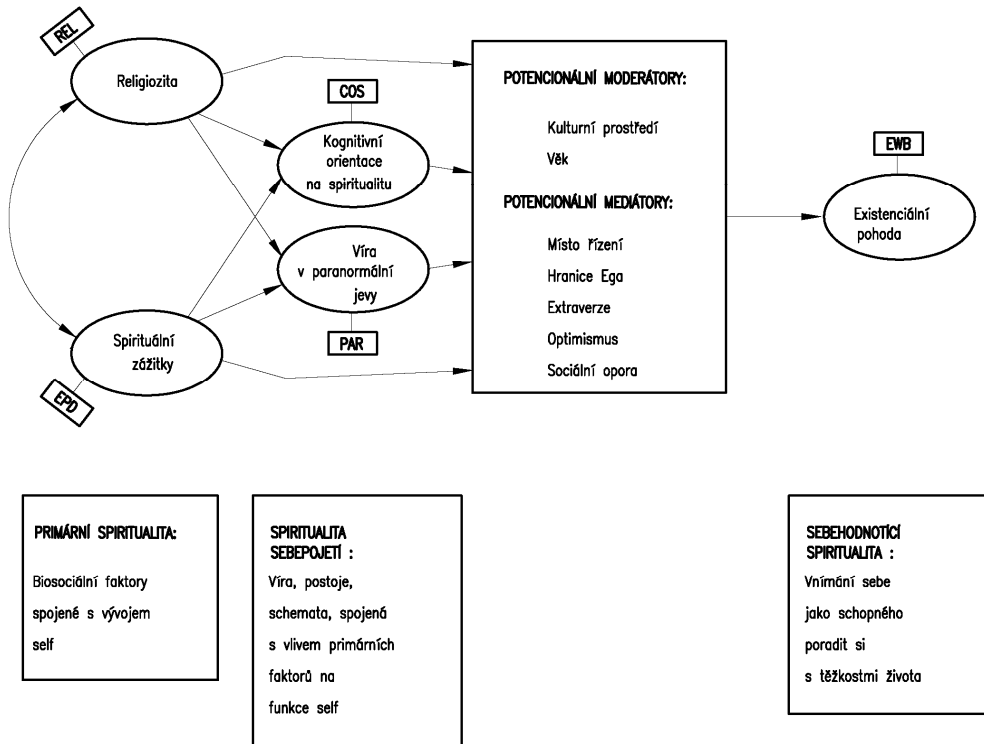 REL
Religiozita
COS
Kognitivní
orientace
na spiritualitu
Víra
v paranormální
jevy
PAR
Spirituální
zážitky
EPD
POTENCIONÁLNÍ MODERÁTORY:
Kulturní prostředí
Věk
POTENCIONÁLNÍ MEDIÁTORY:
Místo řízení
Hranice Ega
Extraverze
Optimismus
Sociální opora
EWB
Existenciální
pohoda
PRIMÁRNÍ SPIRITUALITA:
Biosociální faktory
spojené s vývojem
self
SPIRITUALITA
SEBEPOJETÍ :
Víra, postoje,
schemata, spojená
s vlivem primárních
faktorů na
funkce self
SEBEHODNOTÍCÍ
SPIRITUALITA :
Vnímání sebe
jako schopného
poradit si
s těžkostmi života